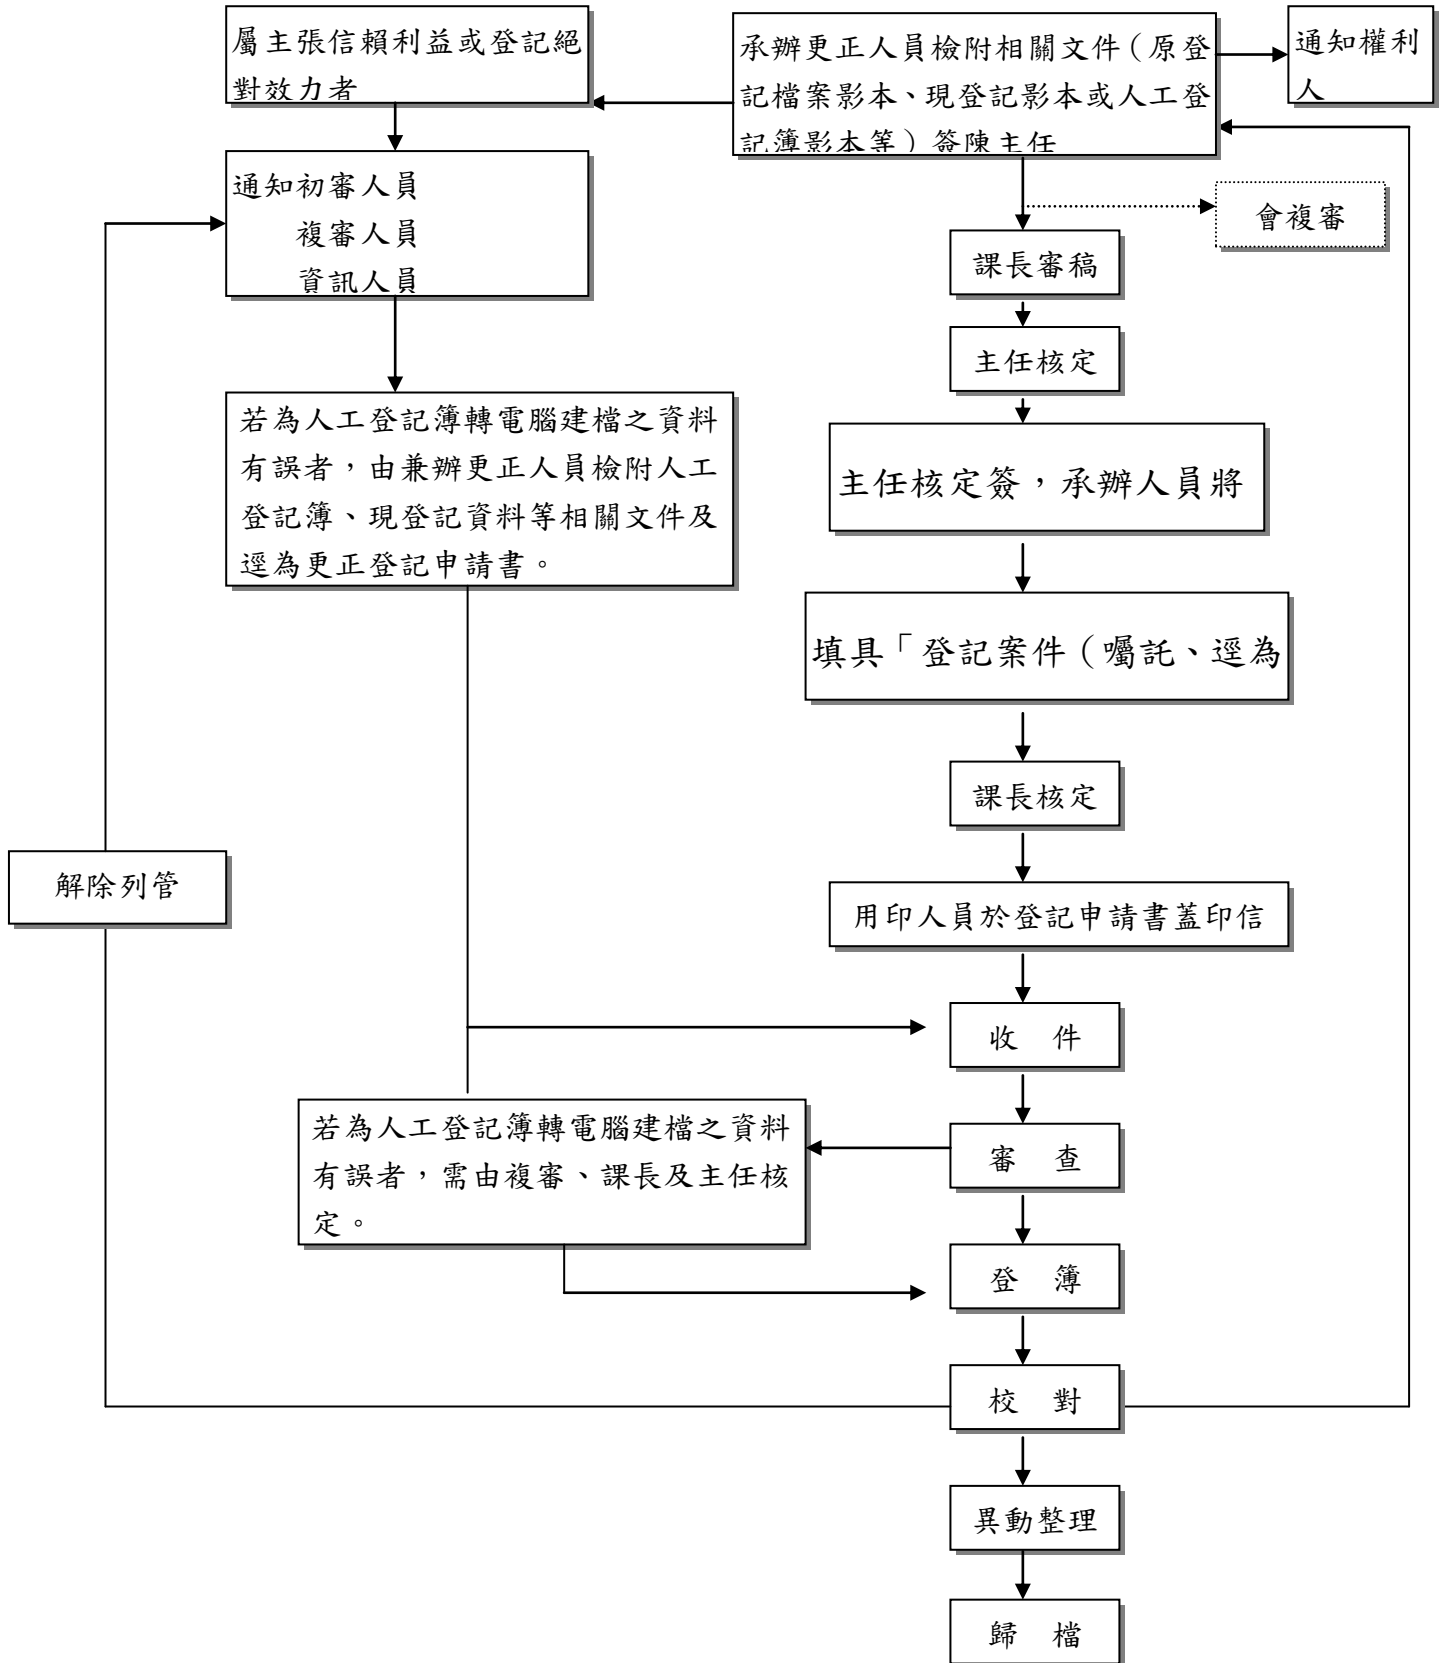 屬主張信賴利益或登記絕
對效力者
承辦更正人員檢附相關文件（原登
記檔案影本、現登記影本或人工登
記簿影本等）簽陳主任
通知權利
人
通知初審人員
複審人員
資訊人員
會複審
課長審稿
主任核定
若為人工登記簿轉電腦建檔之資料
有誤者，由兼辦更正人員檢附人工
登記簿、現登記資料等相關文件及
逕為更正登記申請書。
主任核定簽，承辦人員將
填具「登記案件（囑託、逕為
課長核定
解除列管
用印人員於登記申請書蓋印信
收 件
若為人工登記簿轉電腦建檔之資料
有誤者，需由複審、課長及主任核
定。
審 查
登 簿
校 對
異動整理
歸 檔